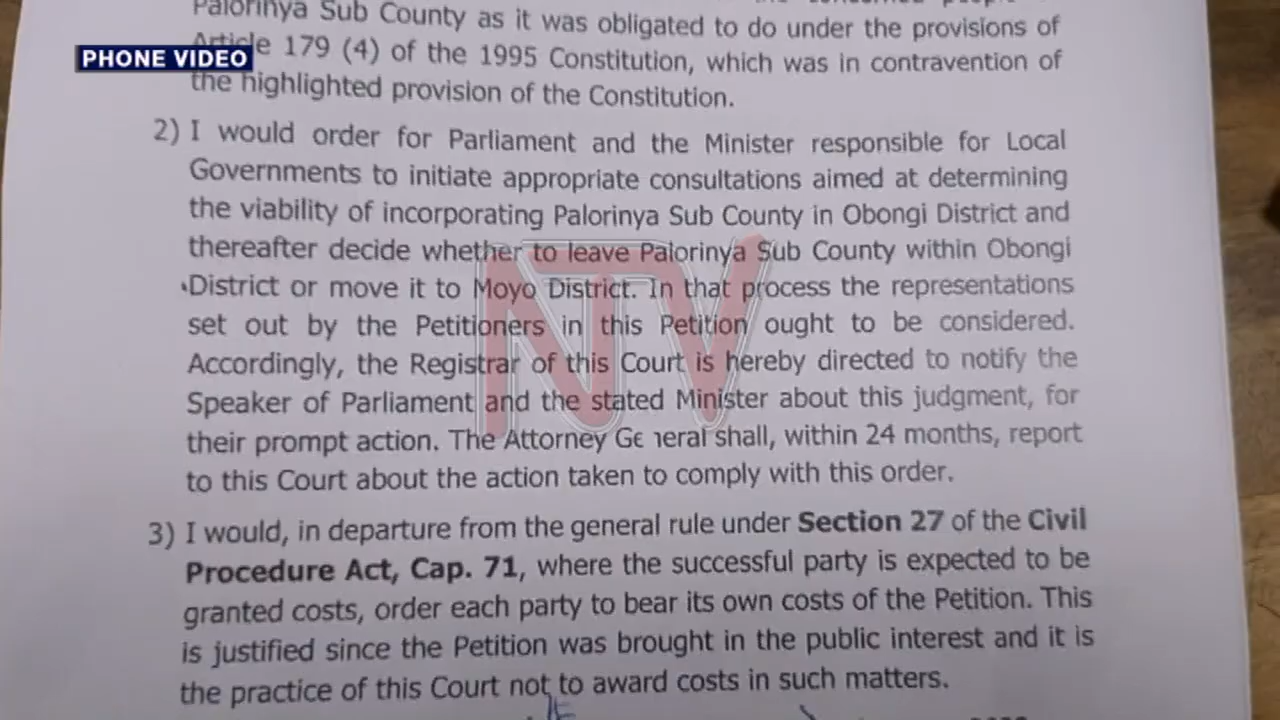 Palorinya Sub County as it was obligated to do under the provisions of
PHONE VIDEO
Article 179 (4) of the 1995 Constitution, which was in contravention of
the highlighted provision of the Constitution.
2) I would order for Parliament and the Minister responsible for Local
Governments to initiate appropriate consultations aimed at determining
the viability of incorporating Palorinya Sub County in Obongi District and
thereafter decide whether to leave Palorinya Sub County within Obongi
District or move it to Moyo District. In that process the representations
set out by the Petitioners in this Petition ought to be considered.
Accordingly, the Registrar of this Court is hereby directed to notify the
Speaker of Parliament and the stated Minister about this judgment, for
their prompt action. The Attorney General shall, within 24 months, report
to this Court about the action taken to comply with this order.
NTV
3) I would, in departure from the general rule under Section 27 of the Civil
Procedure Act, Cap. 71, where the successful party is expected to be
granted costs, order each party to bear its own costs of the Petition. This
is justified since the Petition was brought in the public interest and it is
the practice of this Court not to award costs in such matters.